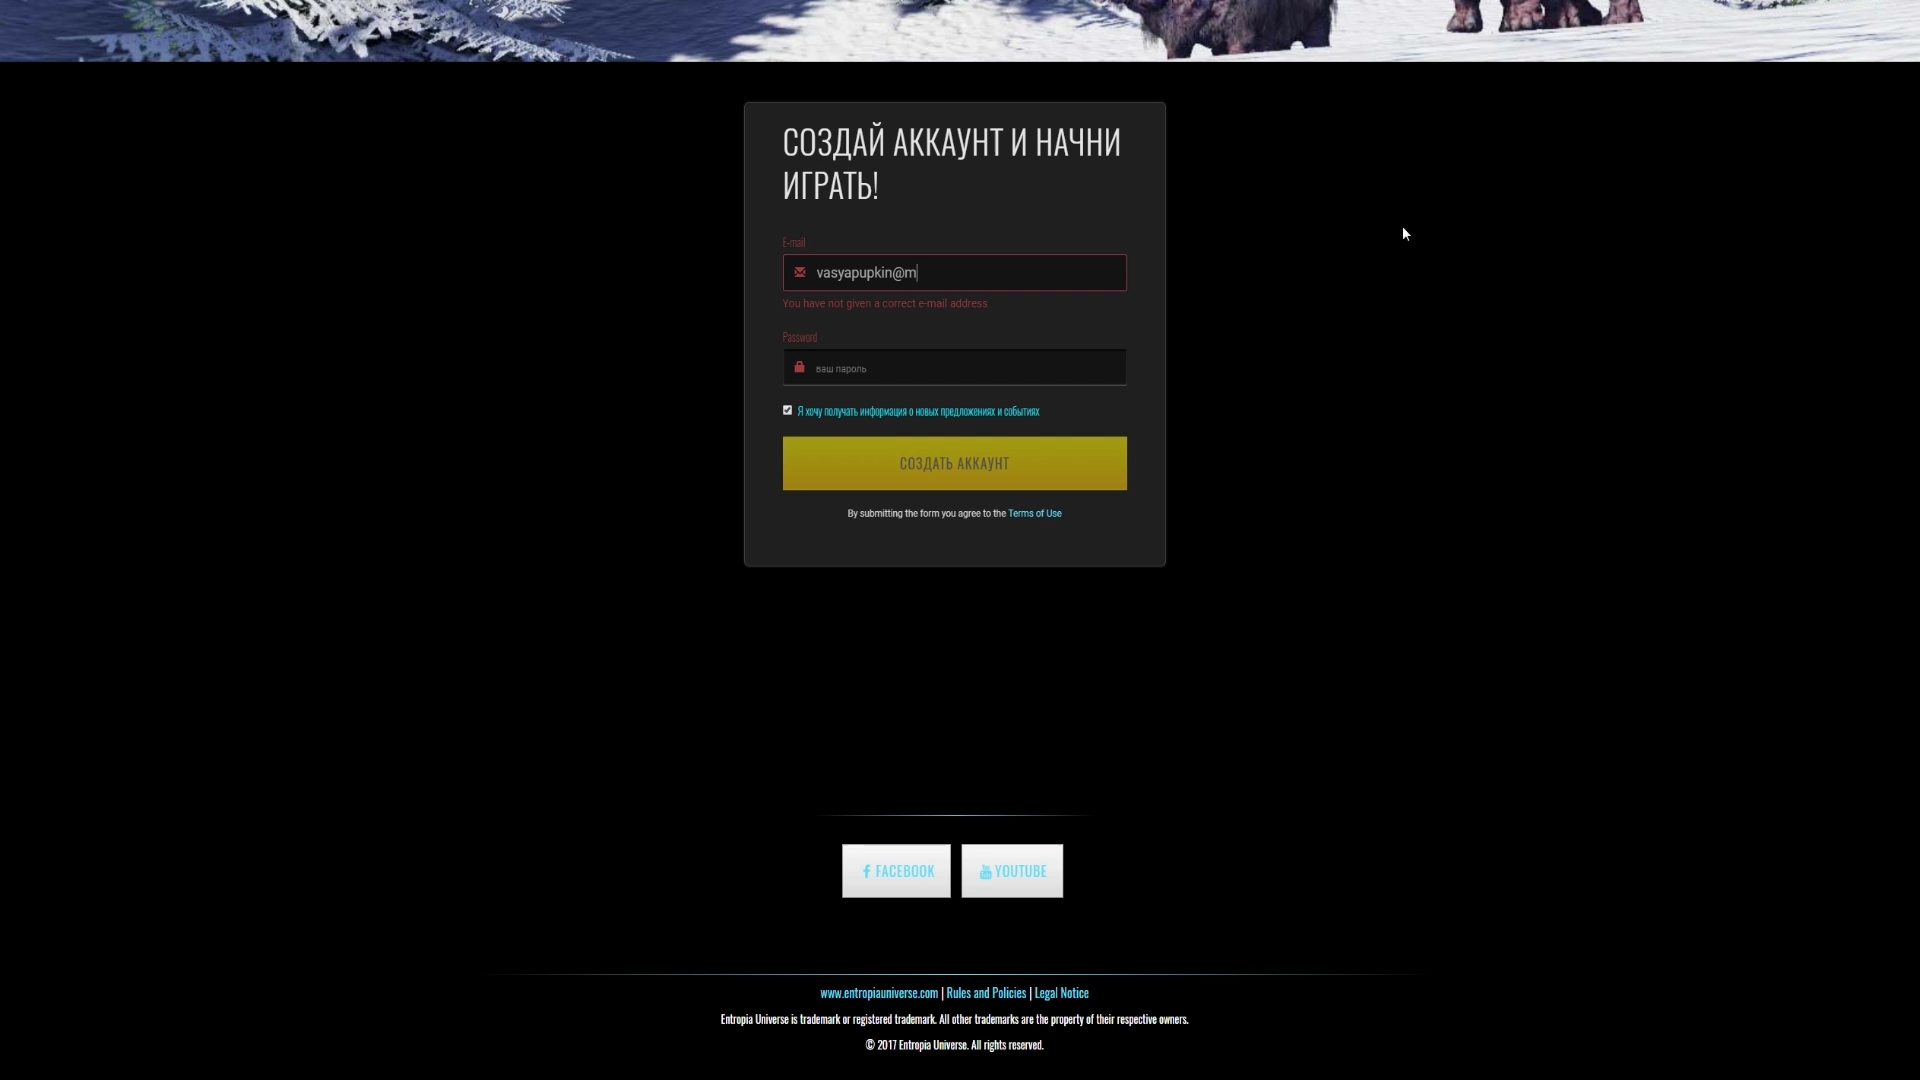 СОЗДАЙ АККАУНТ И НАЧНИ
ИГРАТЬ!
E-mail
vasyapupkin@m
You have not given a correct e-mail address
Password
ваш пароль
Я хочу получать информация о новых предложениях и событиях
СОЗДАТЬ АККАУНТ
By submitting the form you agree to the Terms of Use
FACEBOOK YOUTUBE
www.entropiauniverse.com | Rules and Policies | Legal Notice
Entropia Universe is trademark or registered trademark. All other trademarks are the property of their respective owners.
© 2017 Entropia Universe. All rights reserved.